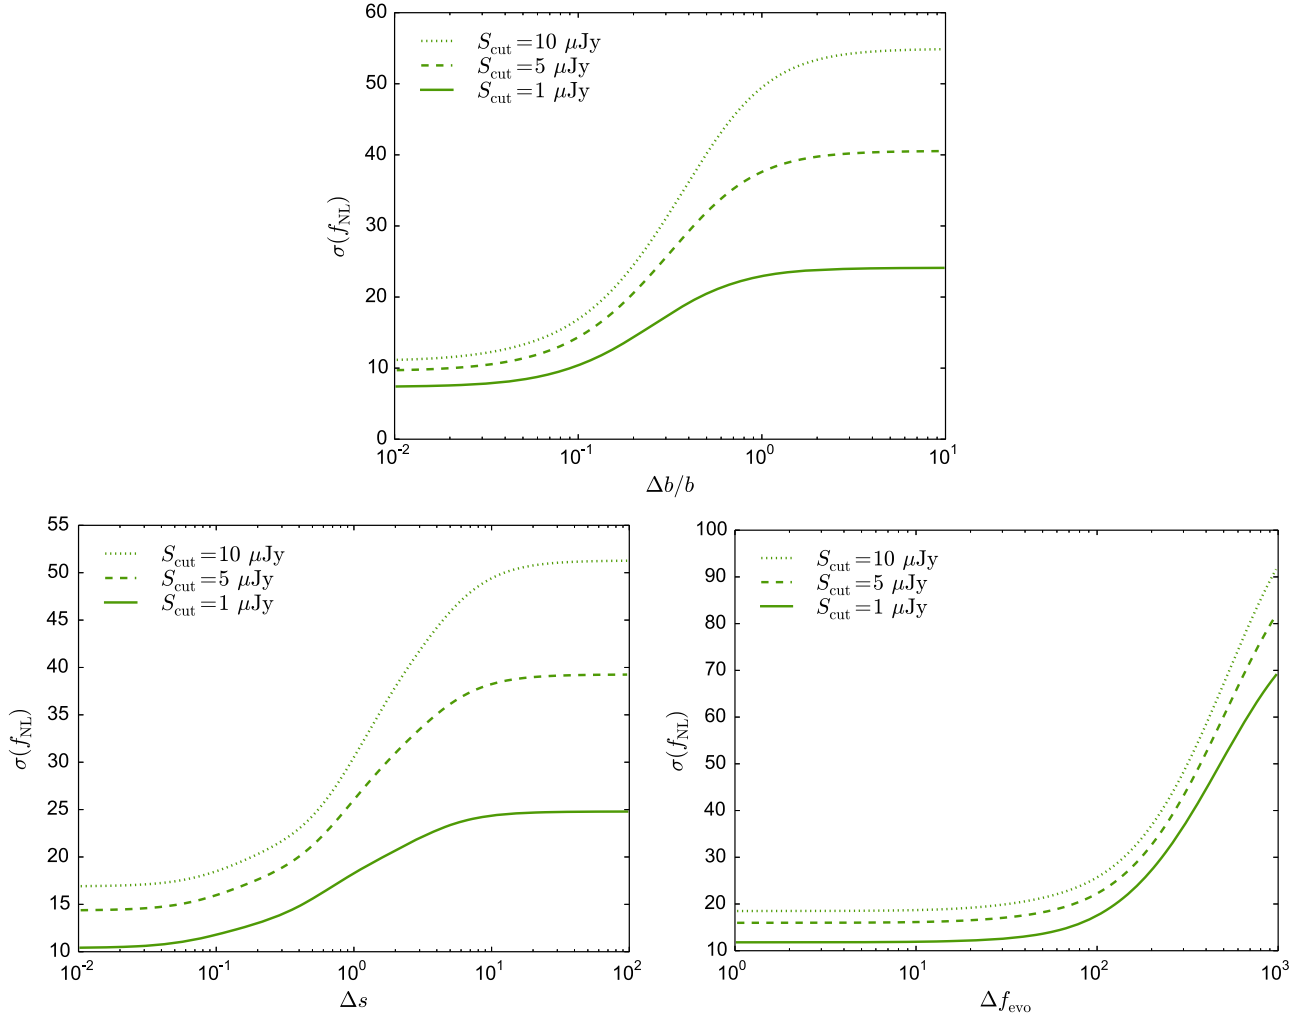 60
50
40
30
20
10
0
σ(f_NL)
S_cut = 10 μJy
S_cut = 5 μJy
S_cut = 1 μJy
10^-2 10^-1 10^0 10^1
Δb/b
55
50
45
40
35
30
25
20
15
10
σ(f_NL)
S_cut = 10 μJy
S_cut = 5 μJy
S_cut = 1 μJy
10^-2 10^-1 10^0 10^1 10^2
Δs
100
90
80
70
60
50
40
30
20
10
σ(f_NL)
S_cut = 10 μJy
S_cut = 5 μJy
S_cut = 1 μJy
10^0 10^1 10^2 10^3
Δf_evo